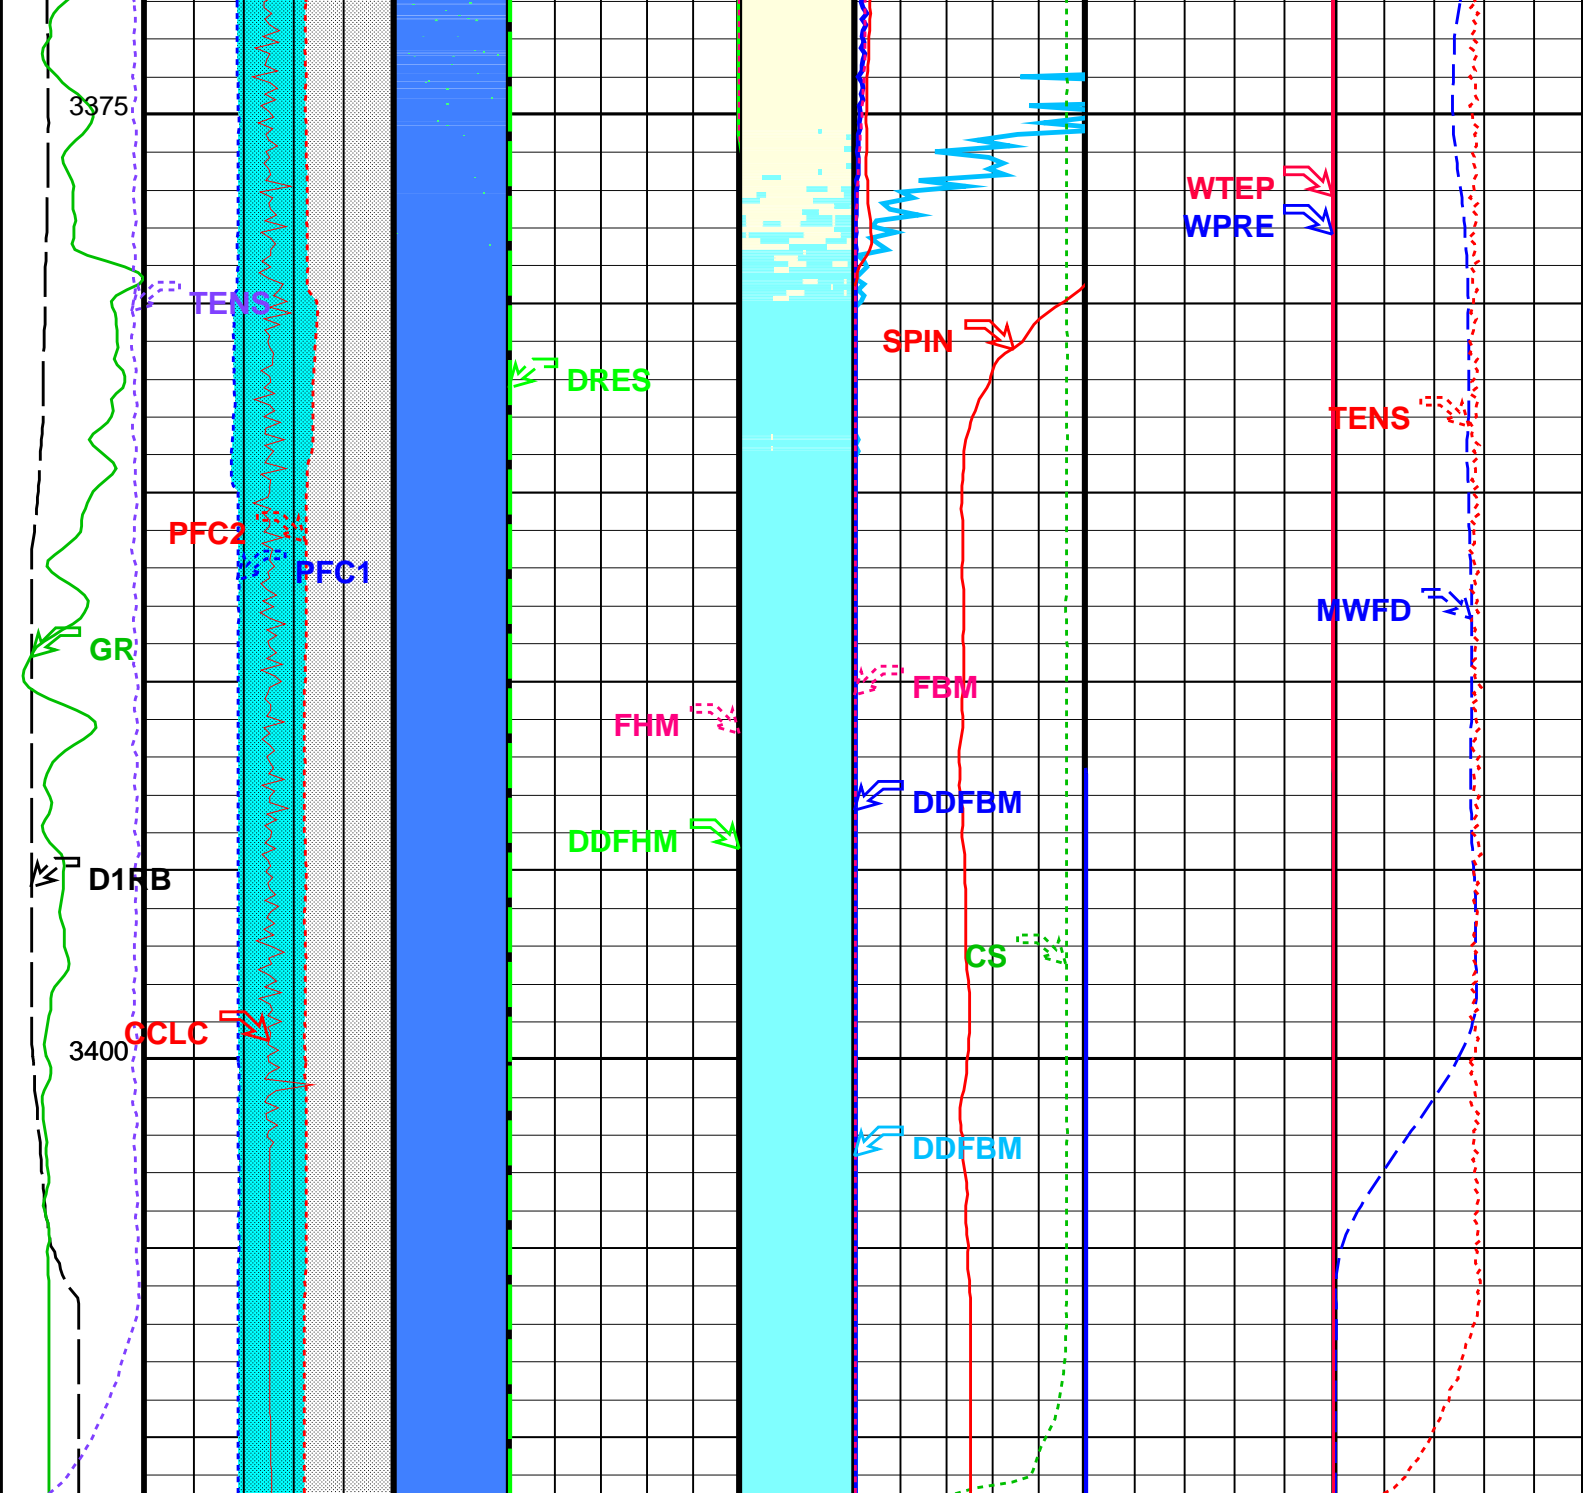 3375
WTEP
WPRE
TENS
SPIN
DRES
TENS
PFC2
PFC1
MWFD
GR
FBM
FHM
DDFBM
DDFHM
D1RB
CS
CCLC
3400
DDFBM